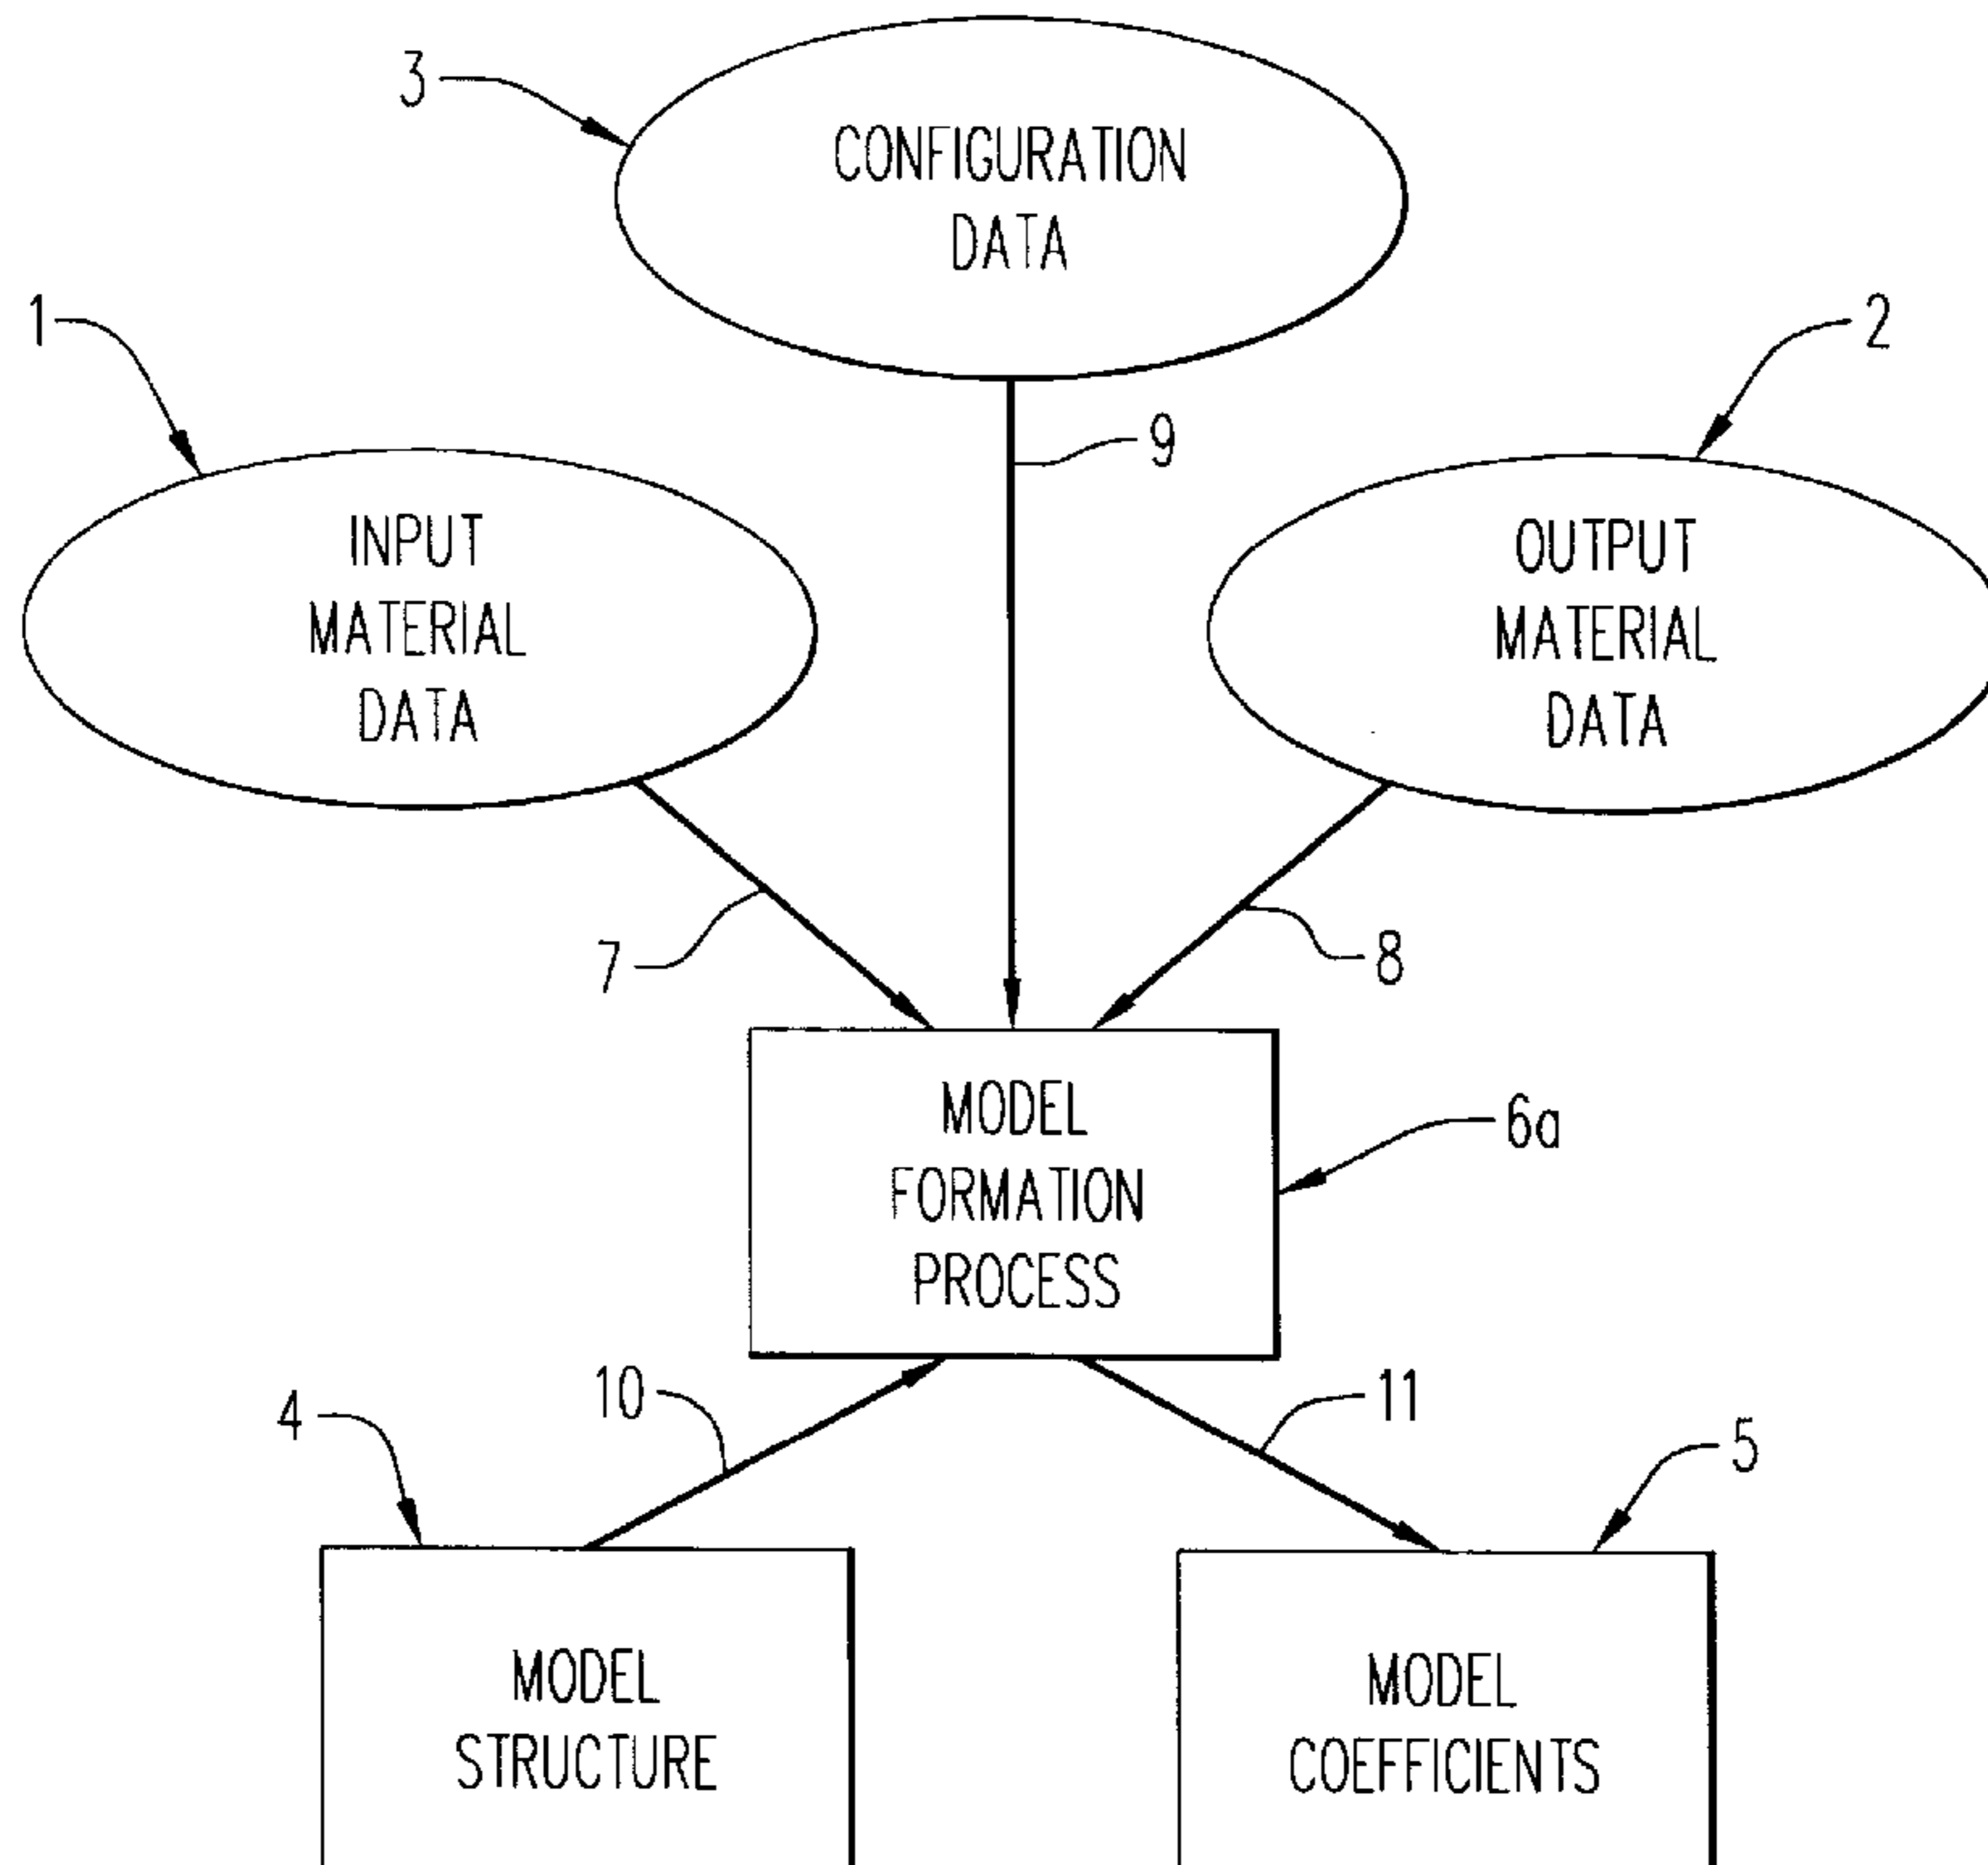 3
CONFIGURATION
DATA
1
2
9
INPUT
MATERIAL
DATA
OUTPUT
MATERIAL
DATA
7
8
MODEL
FORMATION
PROCESS
6a
10
11
4
5
MODEL
STRUCTURE
MODEL
COEFFICIENTS